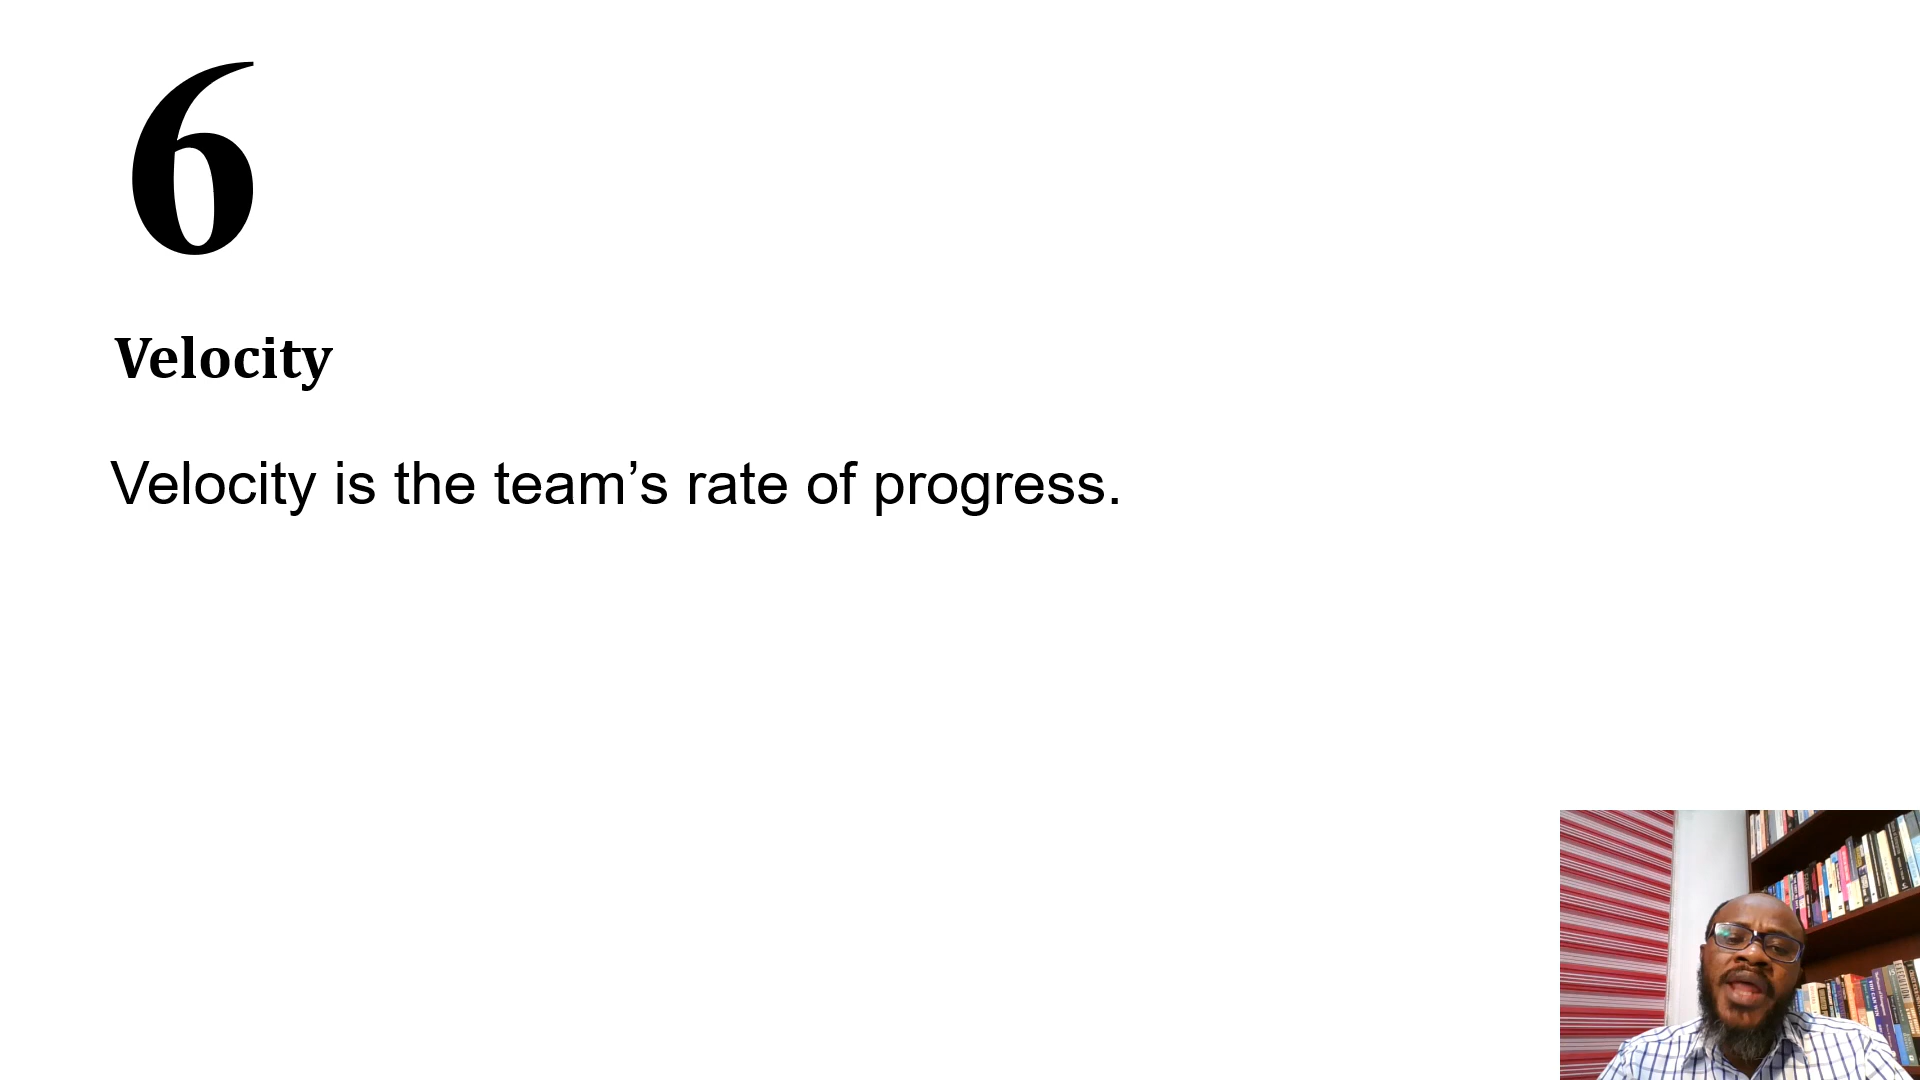 6
Velocity
Velocity is the team’s rate of progress.